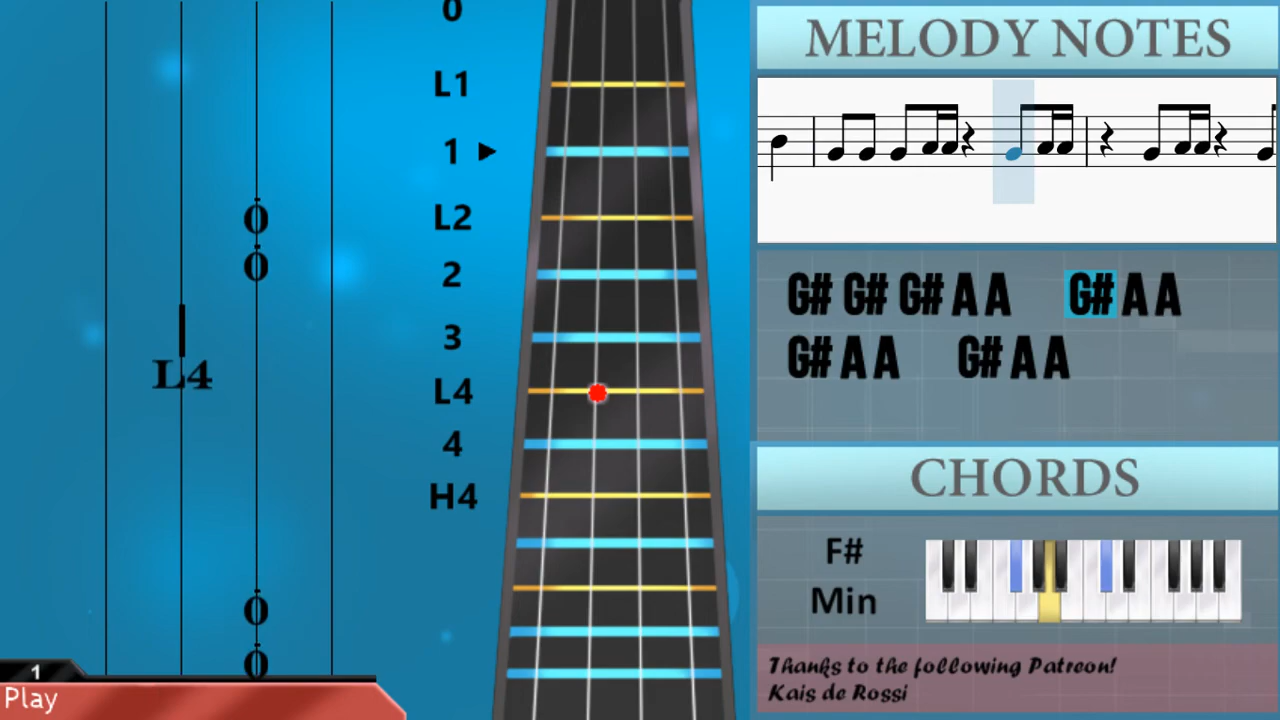 0
L1
1 ►
L2
2
3
L4
4
H4
0
0
L4
0
0
1
Play
MELODY NOTES
G# G# G# A A G# A A
G# A A G# A A
CHORDS
F#
Min
Thanks to the following Patreon!
Kais de Rossi